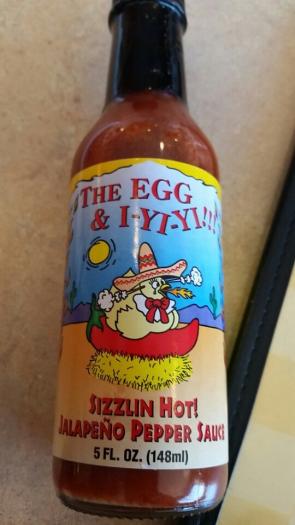 THE EGG
& I-YI-YI!!!
SIZZLIN HOT!
JALAPEÑO PEPPER SAUCE
5 FL. OZ. (148ml)